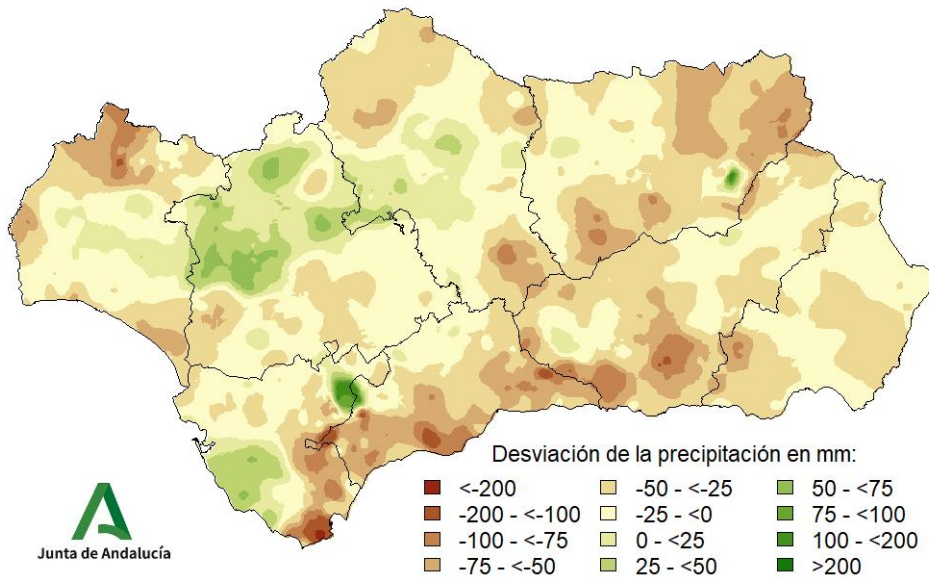 Desviación de la precipitación en mm:
<-200
-200 - <-100
-100 - <-75
-75 - <-50
-50 - <-25
-25 - <0
0 - <25
25 - <50
50 - <75
75 - <100
100 - <200
>200
Junta de Andalucía